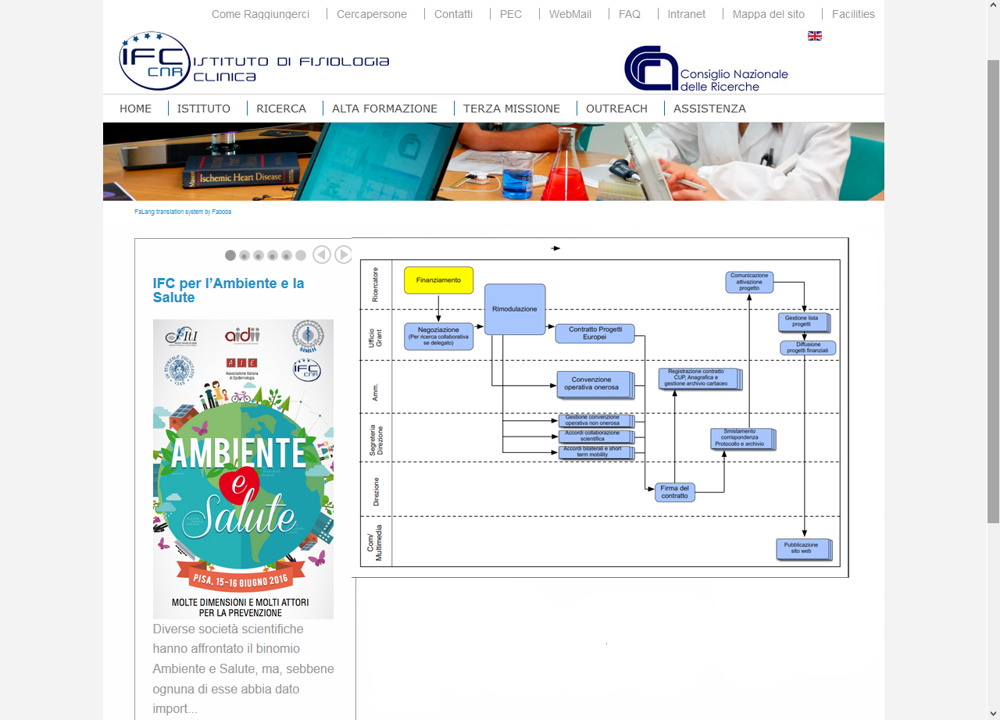 Come Raggiungerci
Cercapersone
Contatti
PEC
WebMail
FAQ
Intranet
Mappa del sito
Facilities
IFC
CNR
ISTITUTO DI FISIOLOGIA
CLINICA
Consiglio Nazionale
delle Ricerche
HOME
ISTITUTO
RICERCA
ALTA FORMAZIONE
TERZA MISSIONE
OUTREACH
ASSISTENZA
Maseri
Ischemic Heart Disease
FaLang translation system by Faboba
IFC per l’Ambiente e la
Salute
aidii
SIMLII
AIE
Associazione Italiana
di Epidemiologia
IFC
CNR
AMBIENTE
e
Salute
PISA, 15-16 GIUGNO 2016
MOLTE DIMENSIONI E MOLTI ATTORI
PER LA PREVENZIONE
Diverse società scientifiche
hanno affrontato il binomio
Ambiente e Salute, ma, sebbene
ognuna di esse abbia dato
import...
Ricercatore
Finanziamento
Rimodulazione
Comunicazione
attivazione
progetto
Ufficio
Grant
Negoziazione
(Per ricerca collaborativa
se delegato)
Contratto Progetti
Europei
Gestione lista
progetti
Diffusione
progetti finanziati
Amm.
Convenzione
operativa onerosa
Registrazione contratto
CUP, Anagrafica e
gestione archivio cartaceo
Segreteria
Direzione
Gestione convenzione
operativa non onerosa
Accordi collaborazione
scientifica
Accordi bilaterali e short
term mobility
Smistamento
corrispondenza
Protocollo e archivio
Direzione
Firma del
contratto
Com/
Multimedia
Pubblicazione
sito web